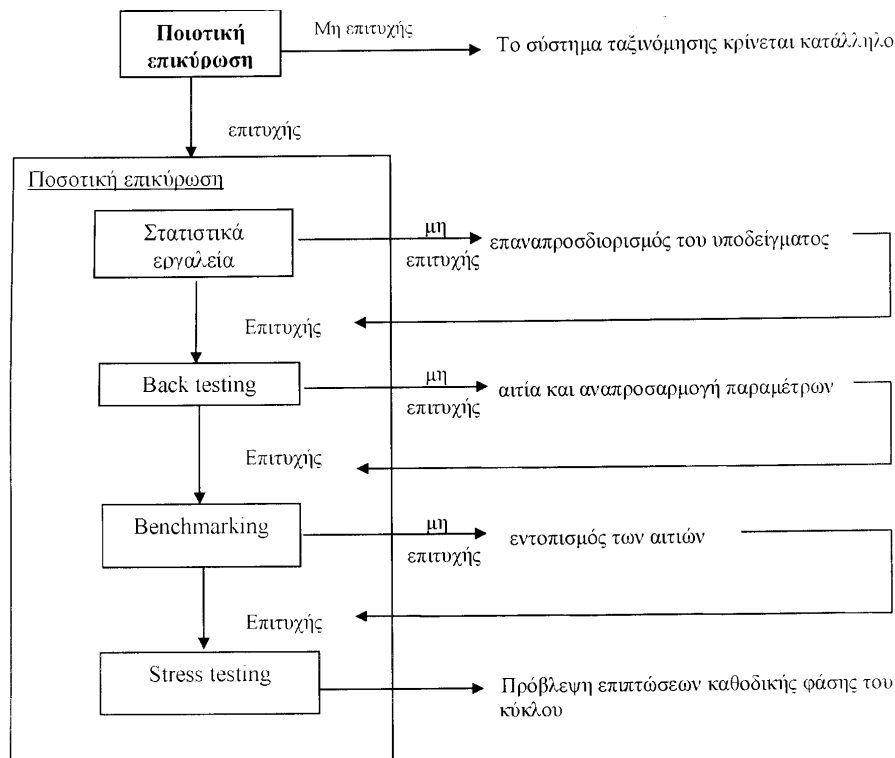 Ποιοτική
επικύρωση
Μη επιτυχής
Το σύστημα ταξινόμησης κρίνεται κατάλληλο
επιτυχής
Ποσοτική επικύρωση
Στατιστικά
εργαλεία
μη
επιτυχής
επαναπροσδιορισμός του υποδείγματος
Επιτυχής
Back testing
μη
επιτυχής
αιτία και αναπροσαρμογή παραμέτρων
Επιτυχής
Benchmarking
μη
επιτυχής
εντοπισμός των αιτιών
Επιτυχής
Stress testing
Πρόβλεψη επιπτώσεων καθοδικής φάσης του
κύκλου